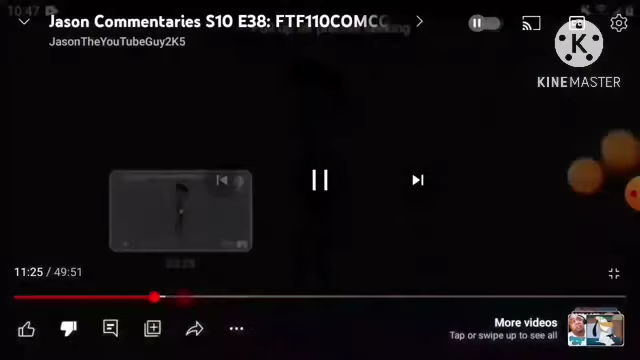 10:47
Jason Commentaries S10 E38: FTF110COMCC
JasonTheYouTubeGuy2K5
K
KINEMASTER
11:25 / 49:51
More videos
Tap or swipe up to see all